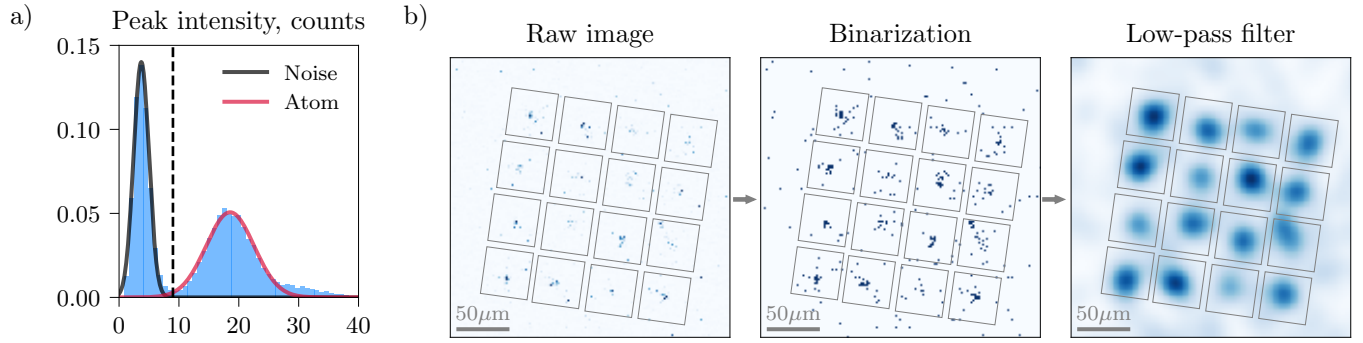 a)
Peak intensity, counts
0.15
0.10
0.05
0.00
0
10
20
30
40
Noise
Atom
b)
Raw image
Binarization
Low-pass filter
50μm
50μm
50μm